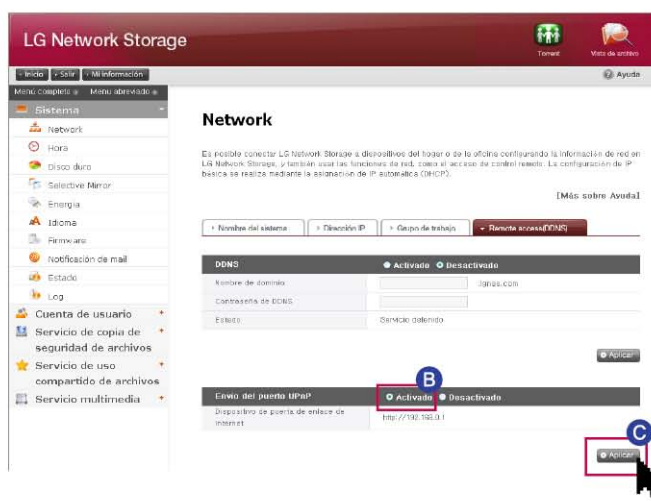 LG Network Storage
Torrent
Vista de archivo
Inicio Salir Mi información
Ayuda
Menú completo Menú abreviado
Sistema
Network
Hora
Disco duro
Selective Mirror
Energía
Idioma
Firmware
Notificación de mail
Estado
Log
Cuenta de usuario
Servicio de copia de
seguridad de archivos
Servicio de uso
compartido de archivos
Servicio multimedia
Network
Es posible conectar LG Network Storage a dispositivos del hogar o de la oficina configurando la información de red en
LG Network Storage, y también usar las funciones de red, como el acceso de control remoto. La configuración de IP
básica se realiza mediante la asignación de IP automática (DHCP).
[Más sobre Ayuda]
Nombre del sistema
Dirección IP
Grupo de trabajo
Remote access(DDNS)
DDNS
Activado Desactivado
Nombre de dominio
.lgnas.com
Contraseña de DDNS
Estado
Servicio detenido
Aplicar
B
Envío del puerto UPnP
Activado Desactivado
Dispositivo de puerta de enlace de
internet
http://192.168.0.1
C
Aplicar